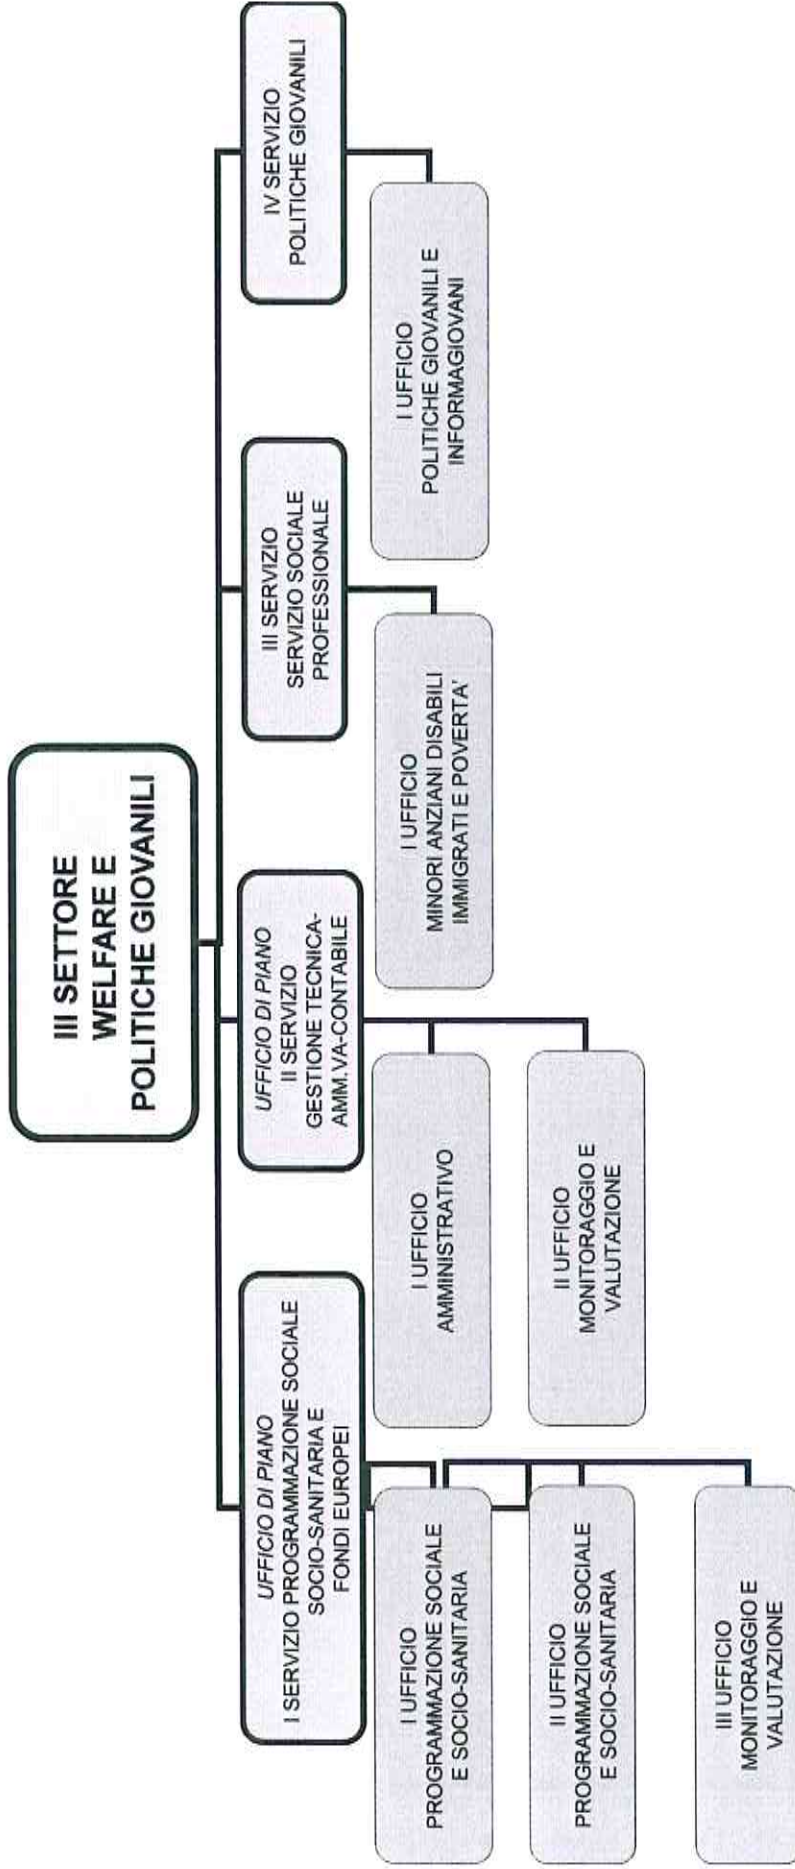 III SETTORE
WELFARE E
POLITICHE GIOVANILI
UFFICIO DI PIANO
I SERVIZIO PROGRAMMAZIONE SOCIALE
SOCIO-SANITARIA E
FONDI EUROPEI
I UFFICIO
PROGRAMMAZIONE SOCIALE
E SOCIO-SANITARIA
II UFFICIO
PROGRAMMAZIONE SOCIALE
E SOCIO-SANITARIA
III UFFICIO
MONITORAGGIO E
VALUTAZIONE
UFFICIO DI PIANO
II SERVIZIO
GESTIONE TECNICA-
AMM.VA-CONTABILE
I UFFICIO
AMMINISTRATIVO
II UFFICIO
MONITORAGGIO E
VALUTAZIONE
III SERVIZIO
SERVIZIO SOCIALE
PROFESSIONALE
I UFFICIO
MINORI ANZIANI DISABILI
IMMIGRATI E POVERTA'
IV SERVIZIO
POLITICHE GIOVANILI
I UFFICIO
POLITICHE GIOVANILI E
INFORMAGIOVANI